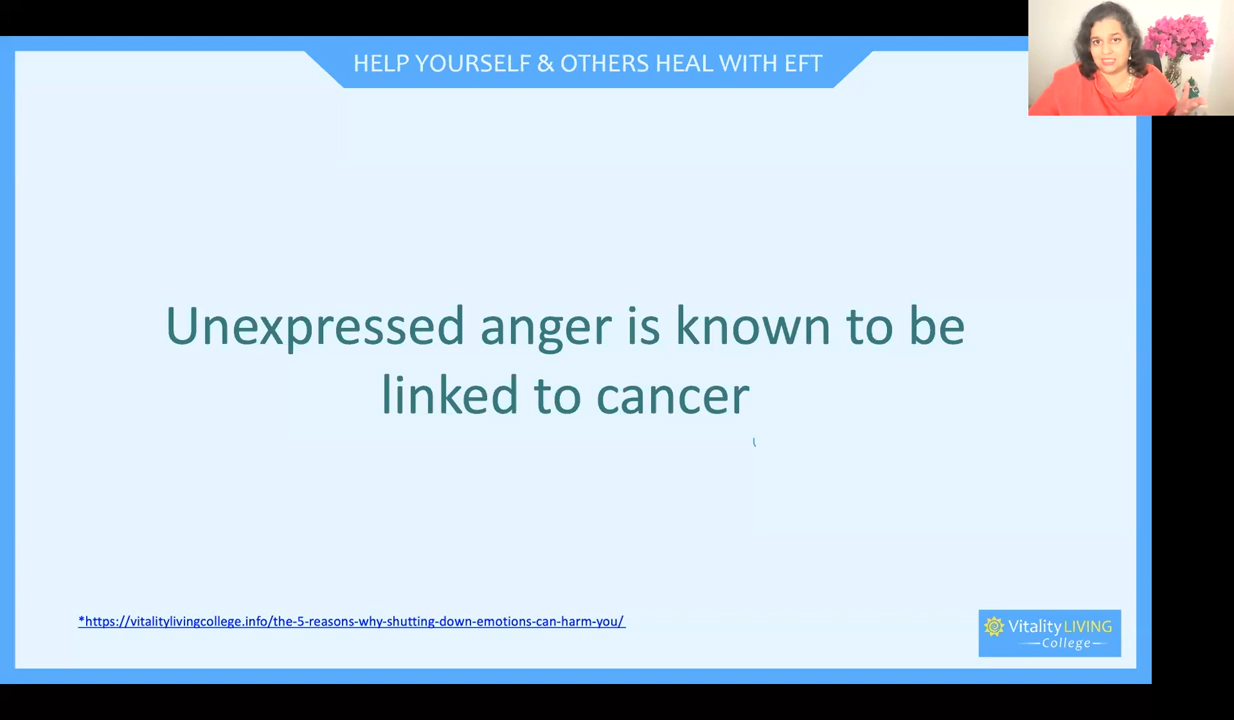 HELP YOURSELF & OTHERS HEAL WITH EFT
Unexpressed anger is known to be
linked to cancer
*https://vitalitylivingcollege.info/the-5-reasons-why-shutting-down-emotions-can-harm-you/
Vitality LIVING
College